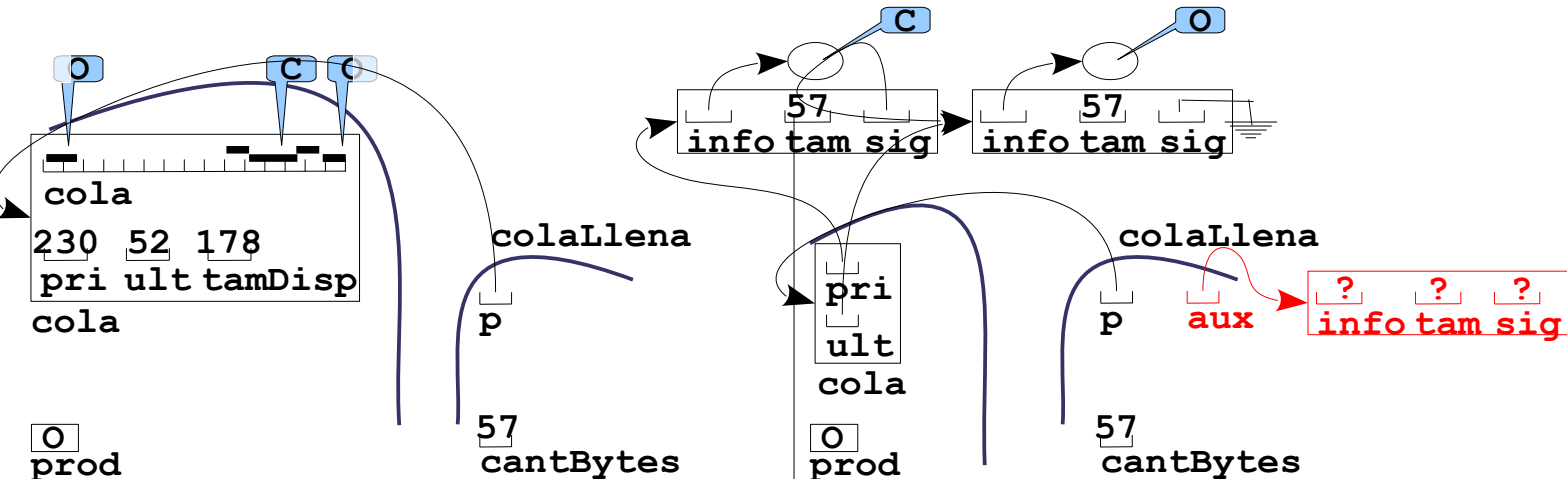 O C O
cola
230 52 178
pri ult tamDisp
cola
colaLlena
p
57
cantBytes
O
prod
C O
57
info tam sig
57
info tam sig
pri
ult
cola
colaLlena
p aux
? ? ?
info tam sig
O
prod
57
cantBytes